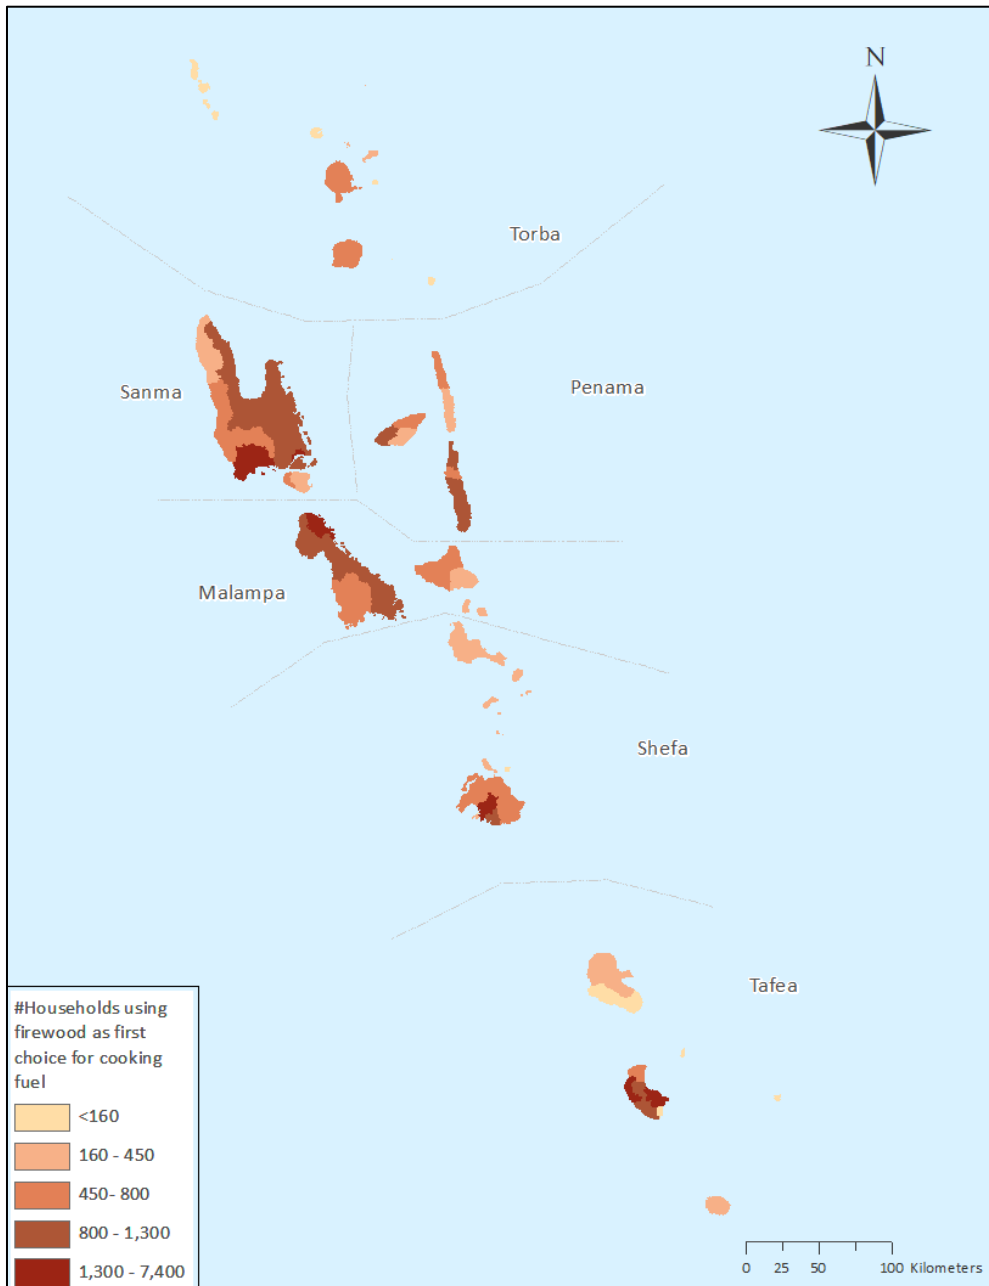 N
Torba
Sanma
Penama
Malampa
Shefa
Tafea
#Households using
firewood as first
choice for cooking
fuel
<160
160 - 450
450- 800
800 - 1,300
1,300 - 7,400
0 25 50 100 Kilometers